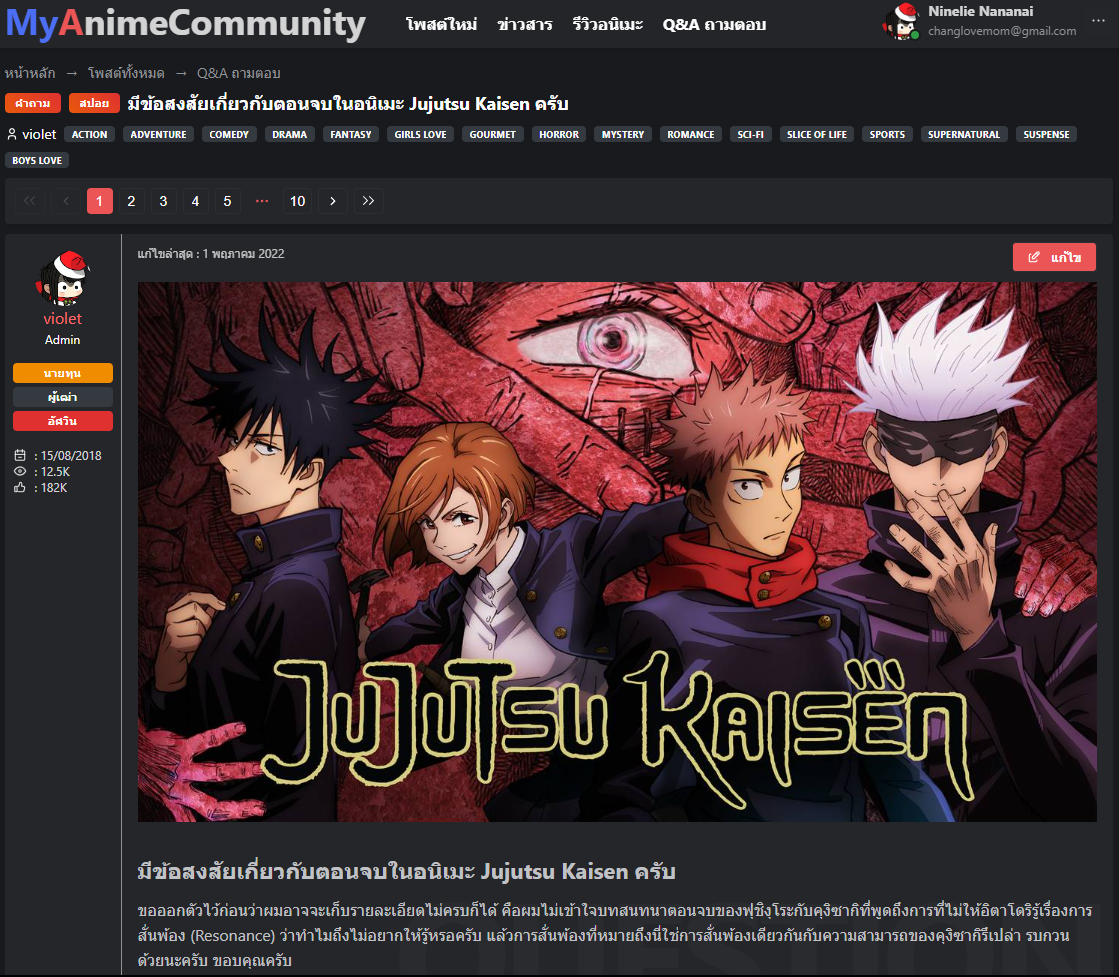 MyAnimeCommunity
โพสต์ใหม่ ข่าวสาร รีวิวอนิเมะ Q&A ถามตอบ
Ninelie Nananai
changlovemom@gmail.com
หน้าหลัก → โพสต์ทั้งหมด → Q&A ถามตอบ
คำถาม สปอย มีข้อสงสัยเกี่ยวกับตอนจบในอนิเมะ Jujutsu Kaisen ครับ
violet ACTION ADVENTURE COMEDY DRAMA FANTASY GIRLS LOVE GOURMET HORROR MYSTERY ROMANCE SCI-FI SLICE OF LIFE SPORTS SUPERNATURAL SUSPENSE
BOYS LOVE
<< < 1 2 3 4 5 ••• 10 > >>
violet
Admin
นายทุน
ผู้เฒ่า
อัศวิน
: 15/08/2018
: 12.5K
: 182K
แก้ไขล่าสุด : 1 พฤภาคม 2022
แก้ไข
JUJUTSU KAISEN
มีข้อสงสัยเกี่ยวกับตอนจบในอนิเมะ Jujutsu Kaisen ครับ
ขอออกตัวไว้ก่อนว่าผมอาจจะเก็บรายละเอียดไม่ครบก็ได้ คือผมไม่เข้าใจบทสนทนาตอนจบของฟุชิงุโระกับคุงิซากิที่พูดถึงการที่ไม่ให้อิตาโดริรู้เรื่องการ
สั่นพ้อง (Resonance) ว่าทำไมถึงไม่อยากให้รู้หรอครับ แล้วการสั่นพ้องที่หมายถึงนี่ใช่การสั่นพ้องเดียวกันกับความสามารถของคุงิซากิรึเปล่า รบกวน
ด้วยนะครับ ขอบคุณครับ